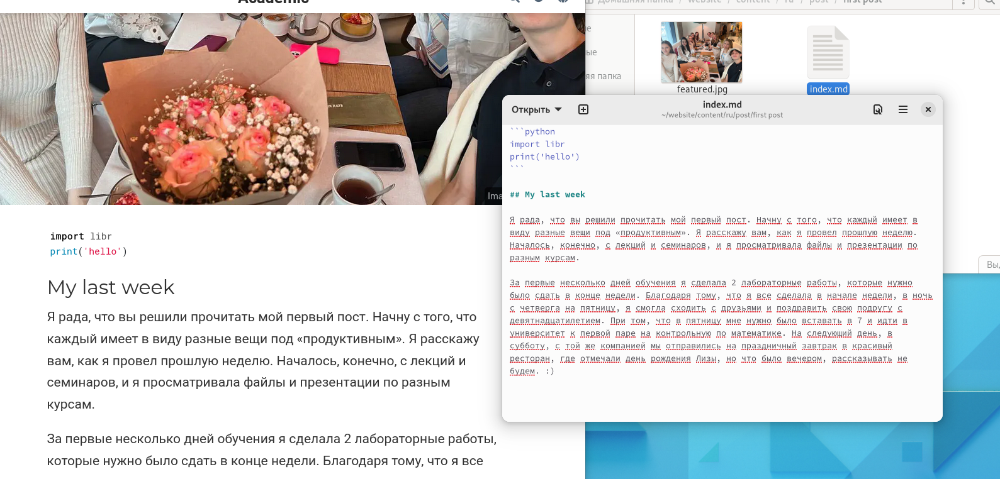 Academic
Домашняя папка / website / content / ru / post / first post
ые
яя папка
featured.jpg
index.md
Открыть
index.md
~/website/content/ru/post/first post
```python
import libr
print('hello')
```
## My last week
Я рада, что вы решили прочитать мой первый пост. Начну с того, что каждый имеет в
виду разные вещи под «продуктивным». Я расскажу вам, как я провел прошлую неделю.
Началось, конечно, с лекций и семинаров, и я просматривала файлы и презентации по
разным курсам.
За первые несколько дней обучения я сделала 2 лабораторные работы, которые нужно
было сдать в конце недели. Благодаря тому, что я все сделала в начале недели, в ночь
с четверга на пятницу, я смогла сходить с друзьями и поздравить свою подругу с
девятнадцатилетием. При том, что в пятницу мне нужно было вставать в 7 и идти в
университет к первой паре на контрольную по математике. На следующий день, в
субботу, с той же компанией мы отправились на праздничный завтрак в красивый
ресторан, где отмечали день рождения Лизы, но что было вечером, рассказывать не
будем. :)
Ima
import libr
print('hello')
My last week
Я рада, что вы решили прочитать мой первый пост. Начну с того, что
каждый имеет в виду разные вещи под «продуктивным». Я расскажу
вам, как я провел прошлую неделю. Началось, конечно, с лекций и
семинаров, и я просматривала файлы и презентации по разным
курсам.
За первые несколько дней обучения я сделала 2 лабораторные работы,
которые нужно было сдать в конце недели. Благодаря тому, что я все
Вы